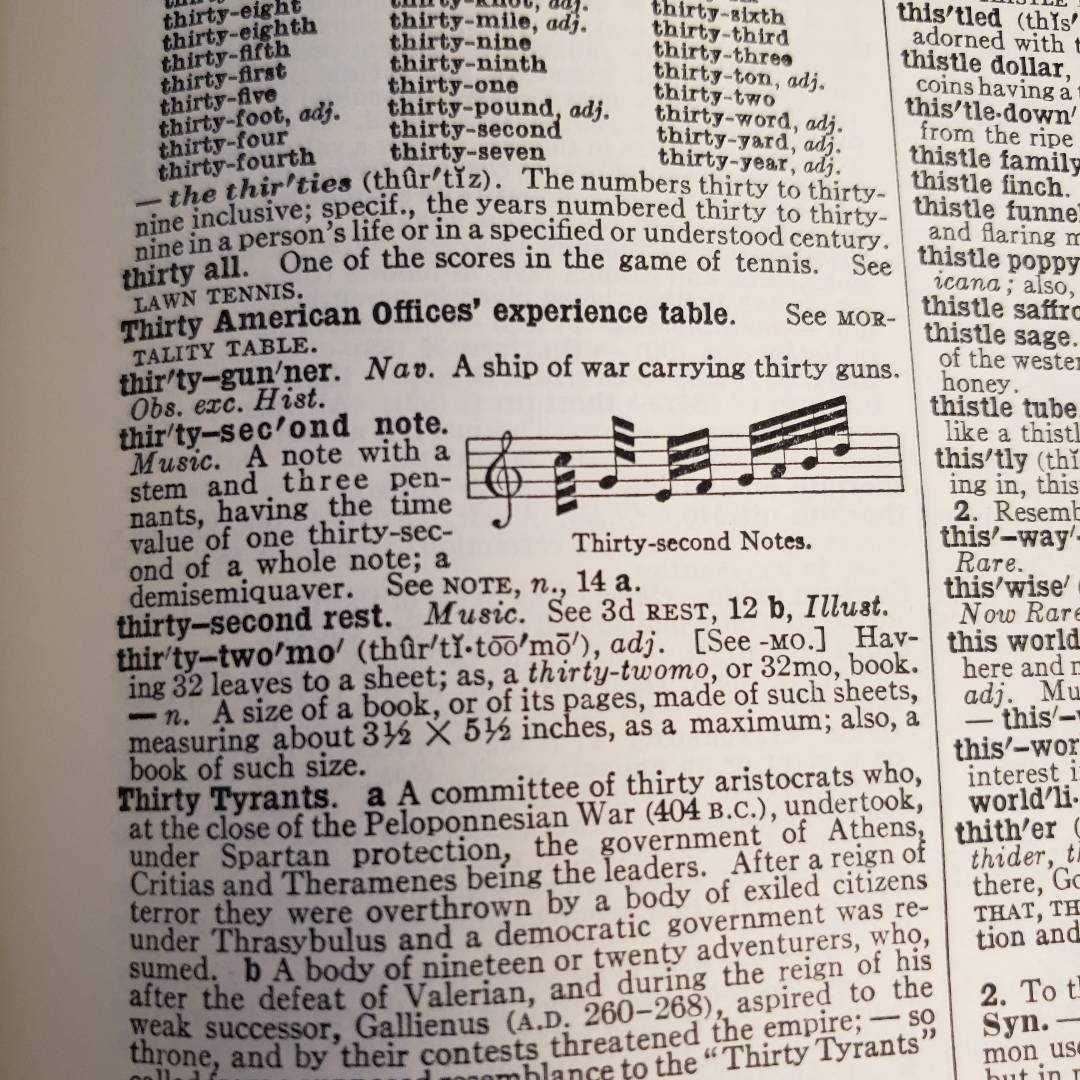 thirty-eight
thirty-eighth
thirty-fifth
thirty-first
thirty-five
thirty-foot, adj.
thirty-four
thirty-fourth
thirty-knot, adj.
thirty-mile, adj.
thirty-nine
thirty-ninth
thirty-one
thirty-pound, adj.
thirty-second
thirty-seven
thirty-sixth
thirty-third
thirty-three
thirty-ton, adj.
thirty-two
thirty-word, adj.
thirty-yard, adj.
thirty-year, adj.
— the thir′ties (thûr′tĭz). The numbers thirty to thirty-
nine inclusive; specif., the years numbered thirty to thirty-
nine in a person's life or in a specified or understood century.
thirty all. One of the scores in the game of tennis. See
LAWN TENNIS.
Thirty American Offices' experience table. See MOR-
TALITY TABLE.
thir′ty–gun′ner. Nav. A ship of war carrying thirty guns.
Obs. exc. Hist.
thir′ty–sec′ond note.
Music. A note with a
stem and three pen-
nants, having the time
value of one thirty-sec-
ond of a whole note; a
demisemiquaver. See NOTE, n., 14 a.
Thirty-second Notes.
thirty–second rest. Music. See 3d REST, 12 b, Illust.
thir′ty–two′mo′ (thûr′tĭ·to͞o′mō′), adj. [See -MO.] Hav-
ing 32 leaves to a sheet; as, a thirty-twomo, or 32mo, book.
— n. A size of a book, or of its pages, made of such sheets,
measuring about 3½ × 5½ inches, as a maximum; also, a
book of such size.
Thirty Tyrants. a A committee of thirty aristocrats who,
at the close of the Peloponnesian War (404 B.C.), undertook,
under Spartan protection, the government of Athens,
Critias and Theramenes being the leaders. After a reign of
terror they were overthrown by a body of exiled citizens
under Thrasybulus and a democratic government was re-
sumed. b A body of nineteen or twenty adventurers, who,
after the defeat of Valerian, and during the reign of his
weak successor, Gallienus (A.D. 260–268), aspired to the
throne, and by their contests threatened the empire; — so
resemblance to the "Thirty Tyrants"
this′tled (thĭs′
adorned with
thistle dollar,
coins having a
this′tle·down′
from the ripe
thistle family
thistle finch.
thistle funne
and flaring
thistle poppy
icana; also,
thistle saffro
thistle sage.
of the wester
honey.
thistle tube
like a thistl
this′tly (thĭ
ing in, this
2. Resemb
this′–way′
Rare.
this′wise′
Now Rare
this world
here and
adj. Mu
— this′–
this′–wor
interest i
world′li·
thith′er (
thider,
there, Go
THAT, TH
tion and
2. To t
Syn. —
mon us
but in